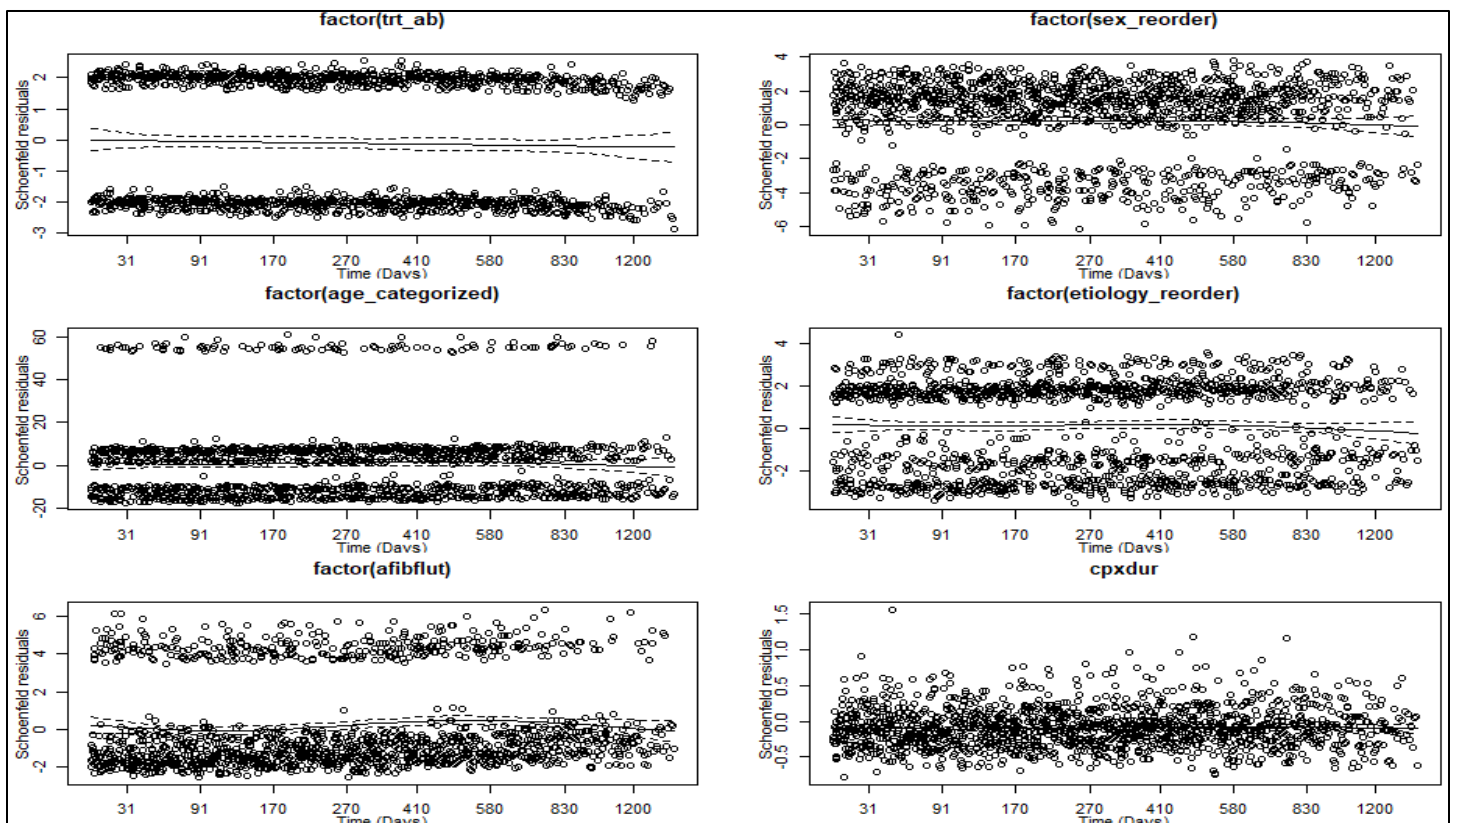 factor(trt_ab)
Schoenfeld residuals
2
1
0
-1
-2
-3
31 91 170 270 410 580 830 1200
Time (Days)
factor(sex_reorder)
Schoenfeld residuals
4
2
0
-2
-4
-6
31 91 170 270 410 580 830 1200
Time (Days)
factor(age_categorized)
Schoenfeld residuals
60
40
20
0
-20
31 91 170 270 410 580 830 1200
Time (Days)
factor(etiology_reorder)
Schoenfeld residuals
4
2
0
-2
31 91 170 270 410 580 830 1200
Time (Days)
factor(afibflut)
Schoenfeld residuals
6
4
2
0
-2
31 91 170 270 410 580 830 1200
Time (Days)
cpxdur
Schoenfeld residuals
1.5
1.0
0.5
0.0
-0.5
31 91 170 270 410 580 830 1200
Time (Days)